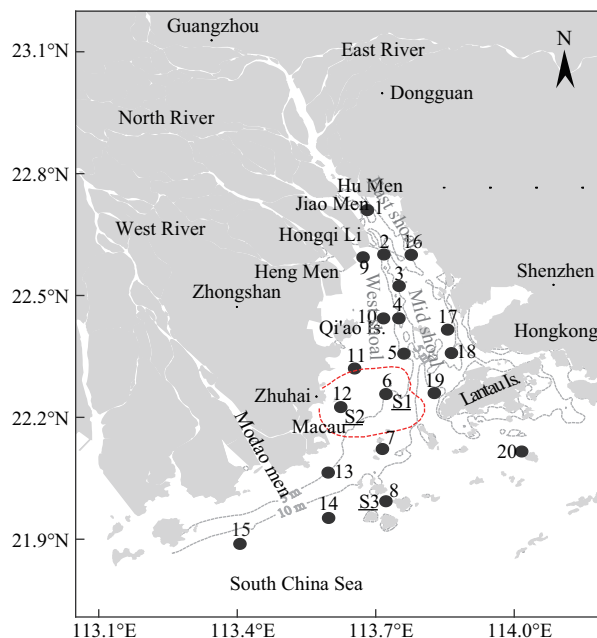 23.1°N
Guangzhou
East River
N
Dongguan
North River
22.8°N
Hu Men
East shoal
Jiao Men
1
West River
Hongqi Li
2
16
Heng Men
9
3
Shenzhen
Zhongshan
West shoal
Mid shoal
22.5°N
10
4
17
Qi'ao Is.
Hongkong
5
5 m
18
11
6
19
Lantau Is.
Zhuhai
12
S1
22.2°N
S2
Macau
Modao men
7
20
13
5 m
8
S3
10 m
14
15
21.9°N
South China Sea
113.1°E
113.4°E
113.7°E
114.0°E